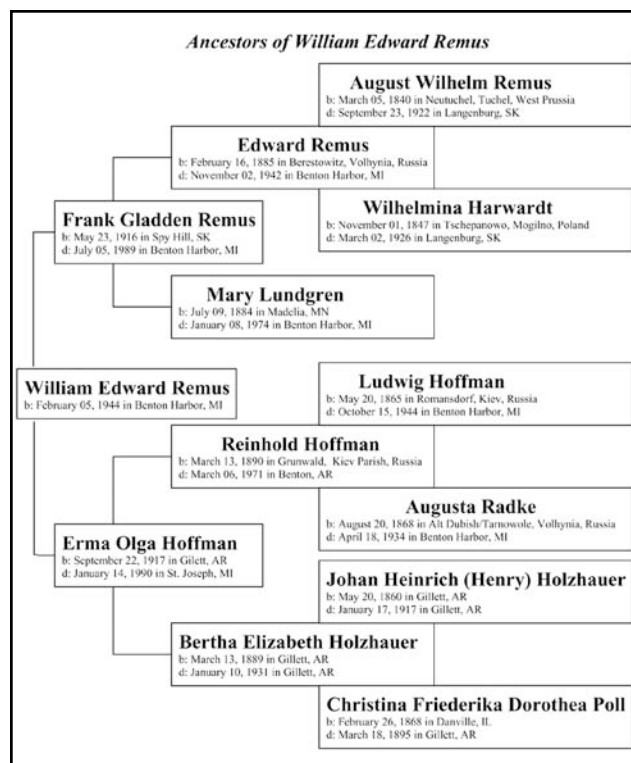 Ancestors of William Edward Remus
August Wilhelm Remus
b: March 05, 1840 in Neutuchel, Tuchel, West Prussia
d: September 23, 1922 in Langenburg, SK
Edward Remus
b: February 16, 1885 in Berestowitz, Volhynia, Russia
d: November 02, 1942 in Benton Harbor, MI
Wilhelmina Harwardt
b: November 01, 1847 in Tschepanowo, Mogilno, Poland
d: March 02, 1926 in Langenburg, SK
Frank Gladden Remus
b: May 23, 1916 in Spy Hill, SK
d: July 05, 1989 in Benton Harbor, MI
Mary Lundgren
b: July 09, 1884 in Madelia, MN
d: January 08, 1974 in Benton Harbor, MI
William Edward Remus
b: February 05, 1944 in Benton Harbor, MI
Ludwig Hoffman
b: May 20, 1865 in Romansdorf, Kiev, Russia
d: October 15, 1944 in Benton Harbor, MI
Reinhold Hoffman
b: March 13, 1890 in Grunwald, Kiev Parish, Russia
d: March 06, 1971 in Benton, AR
Augusta Radke
b: August 20, 1868 in Alt Dubish/Tarnowole, Volhynia, Russia
d: April 18, 1934 in Benton Harbor, MI
Erma Olga Hoffman
b: September 22, 1917 in Gilett, AR
d: January 14, 1990 in St. Joseph, MI
Johan Heinrich (Henry) Holzhauer
b: May 20, 1860 in Gillett, AR
d: January 17, 1917 in Gillett, AR
Bertha Elizabeth Holzhauer
b: March 13, 1889 in Gillett, AR
d: January 10, 1931 in Gillett, AR
Christina Friederika Dorothea Poll
b: February 26, 1868 in Danville, IL
d: March 18, 1895 in Gillett, AR